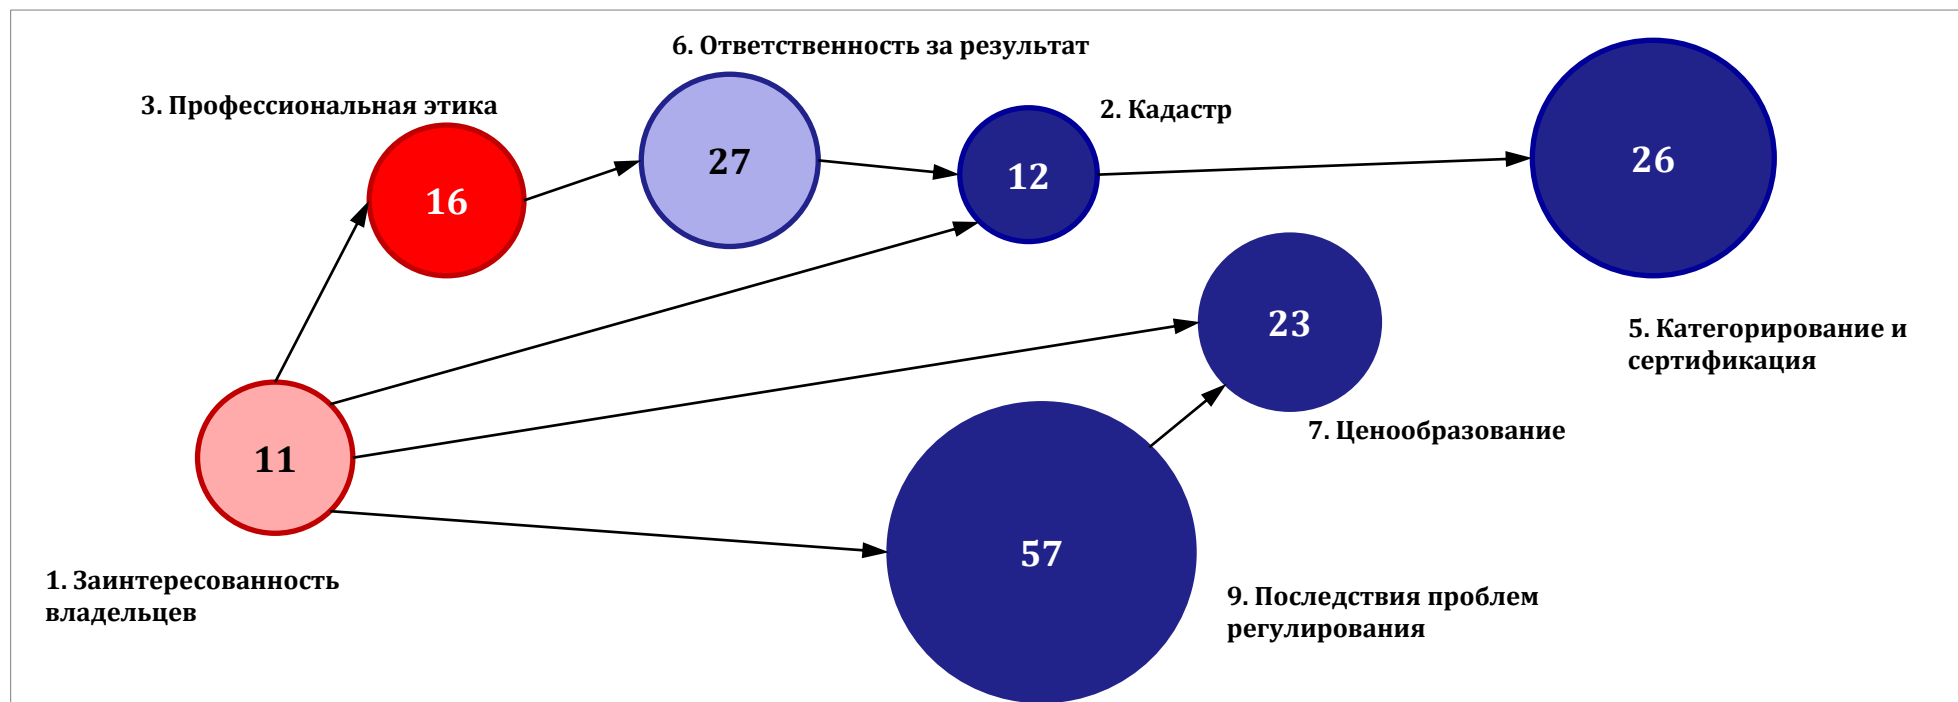 6. Ответственность за результат
3. Профессиональная этика
2. Кадастр
27
26
12
16
23
5. Категорирование и
сертификация
7. Ценообразование
11
57
1. Заинтересованность
владельцев
9. Последствия проблем
регулирования